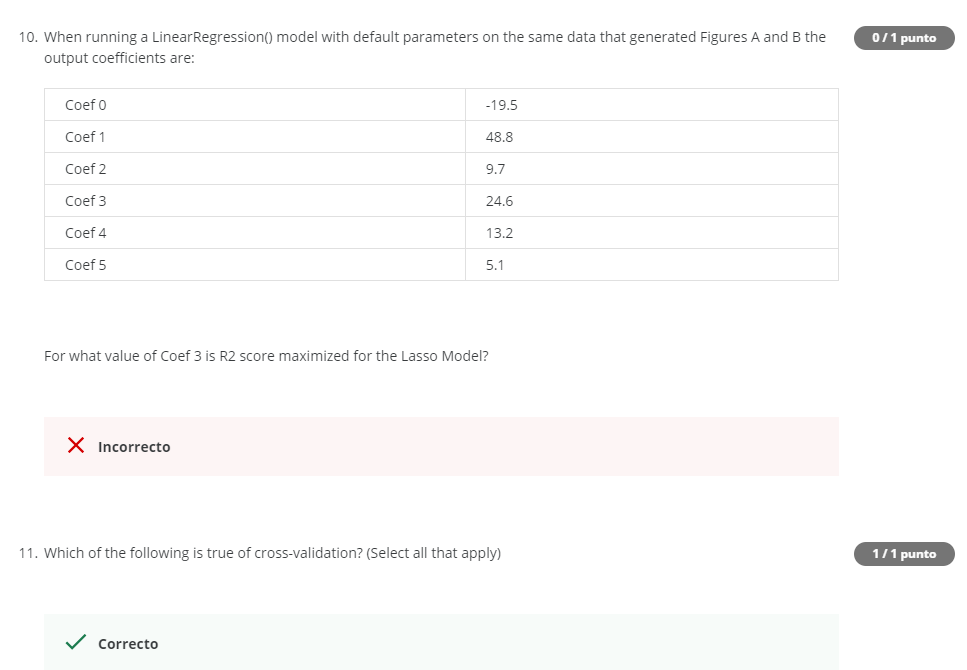 10. When running a LinearRegression() model with default parameters on the same data that generated Figures A and B the
output coefficients are:
0 / 1 punto
Coef 0 -19.5
Coef 1 48.8
Coef 2 9.7
Coef 3 24.6
Coef 4 13.2
Coef 5 5.1
For what value of Coef 3 is R2 score maximized for the Lasso Model?
Incorrecto
11. Which of the following is true of cross-validation? (Select all that apply)
1 / 1 punto
Correcto